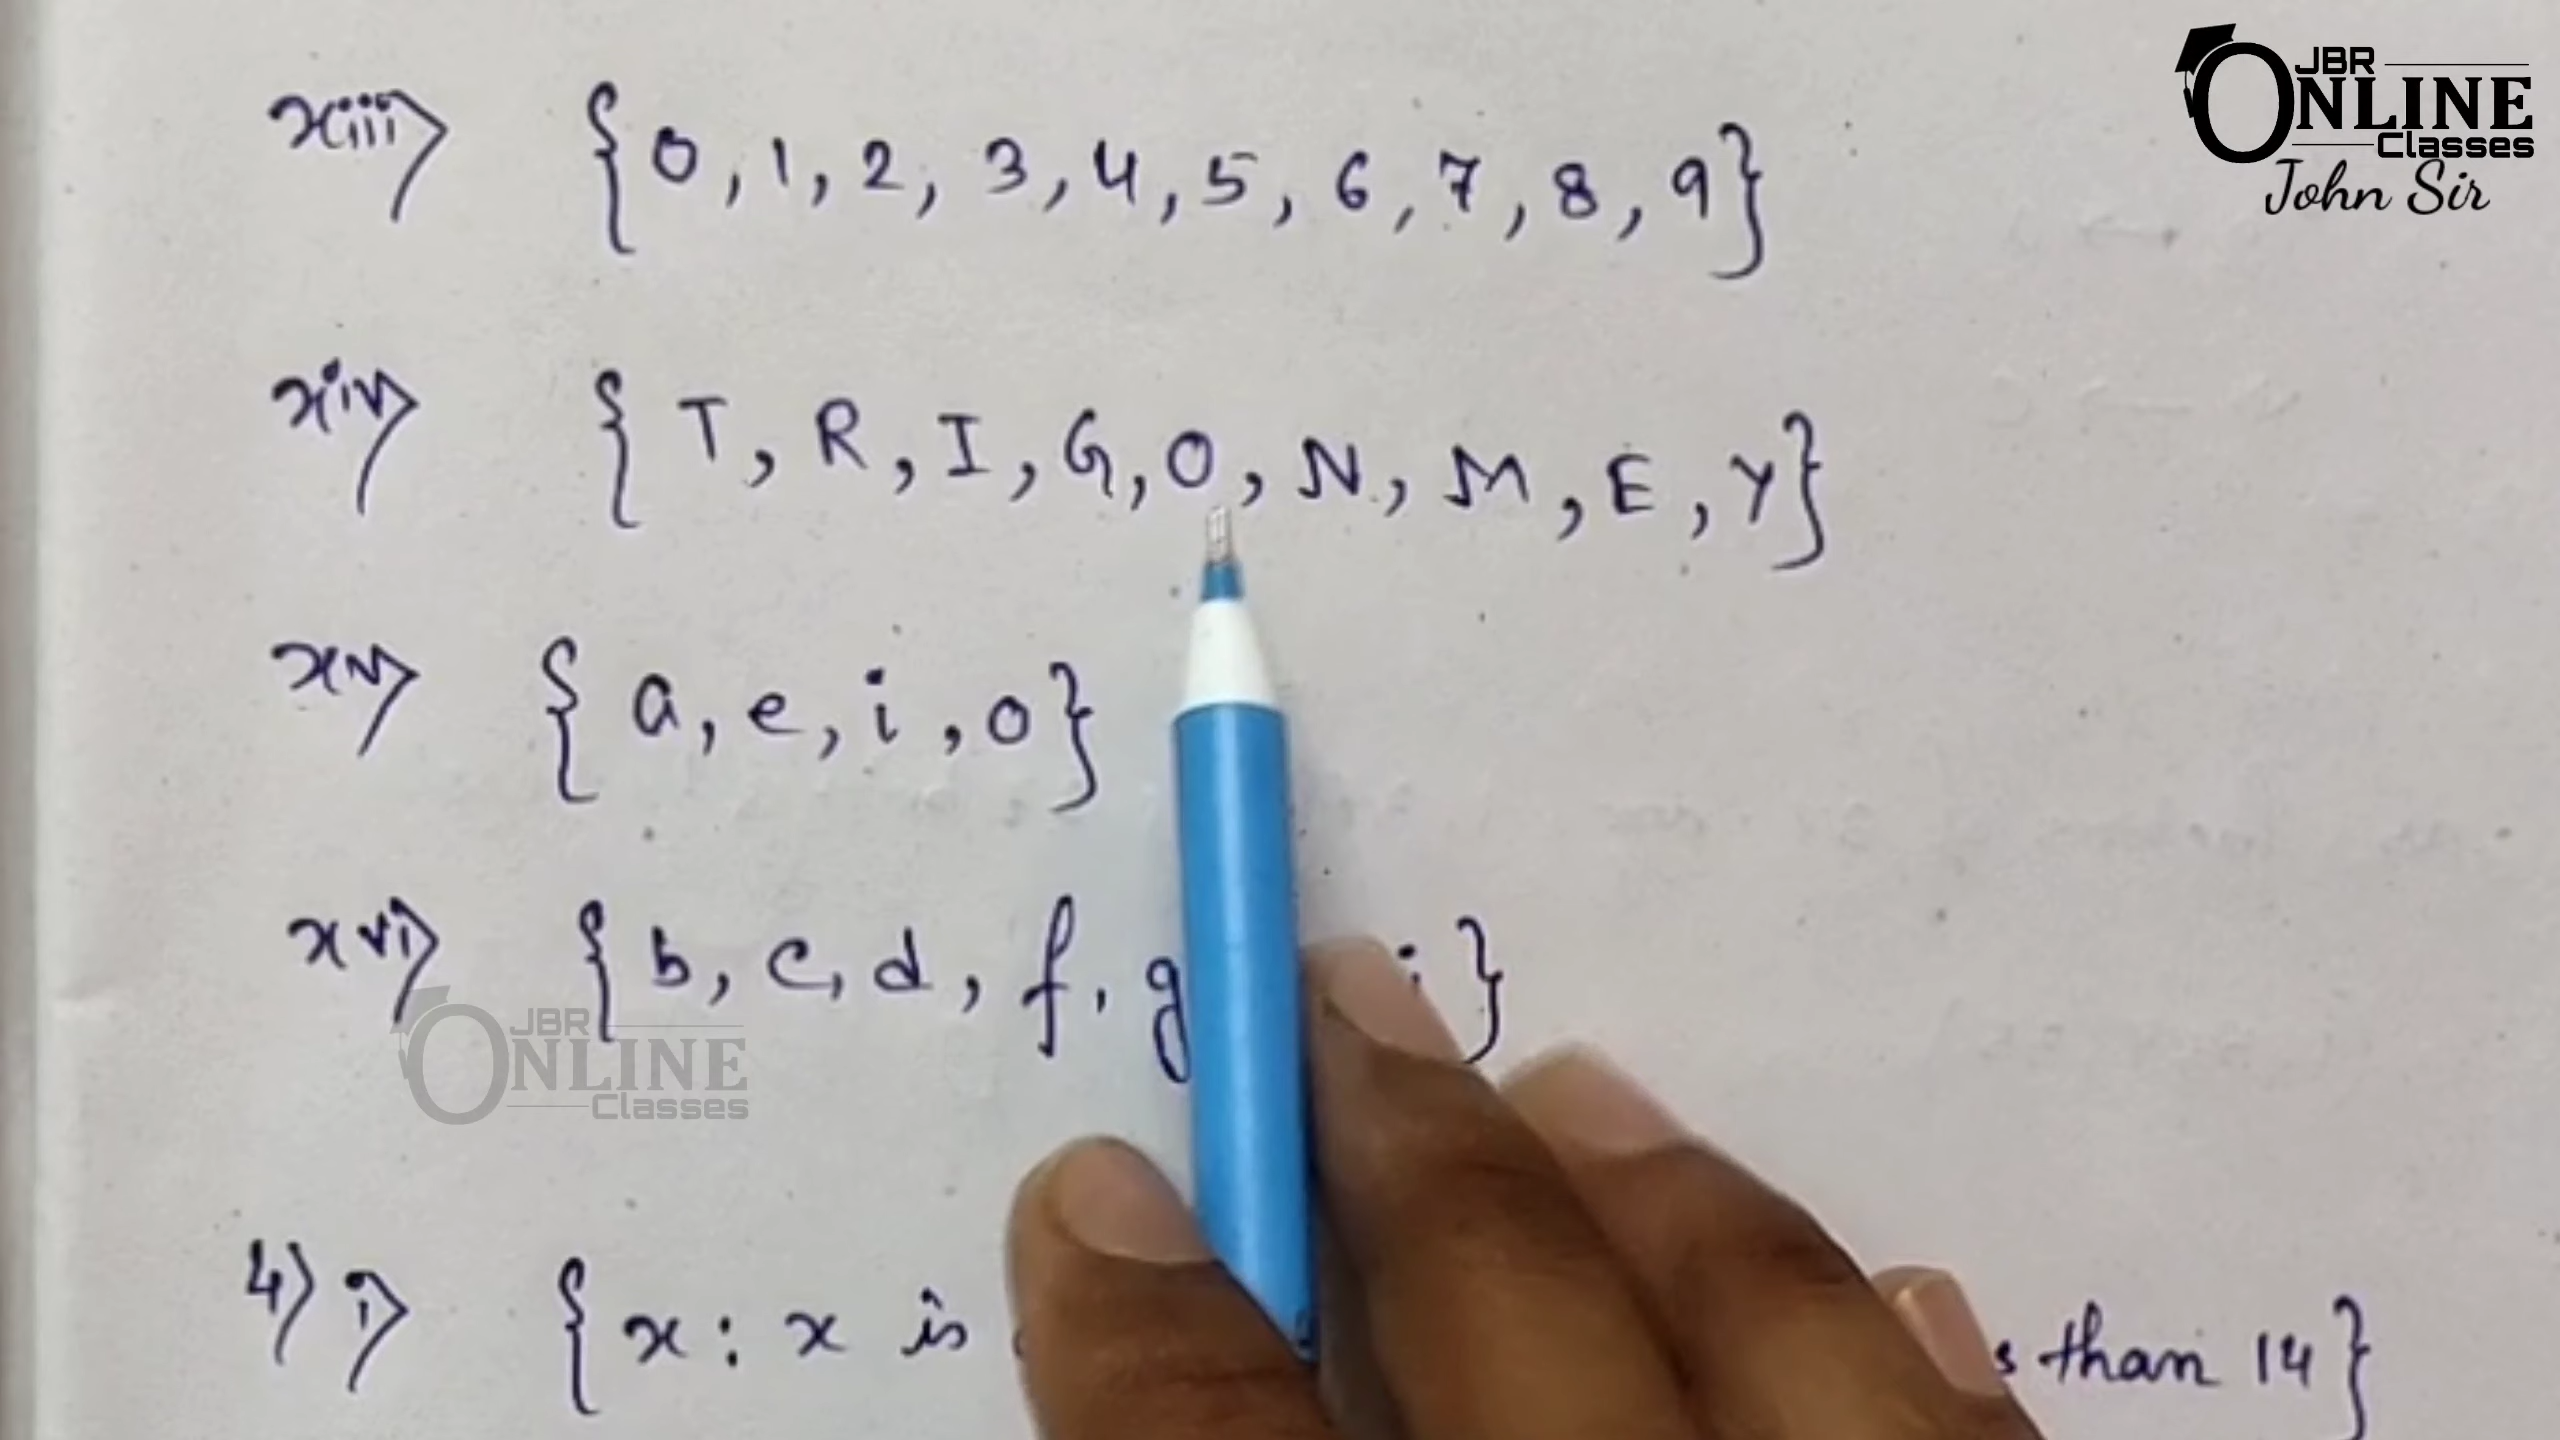 JBR
ONLINE
Classes
John Sir
xiii) {0, 1, 2, 3, 4, 5, 6, 7, 8, 9}
xiv) {T, R, I, G, O, N, M, E, Y}
xv) {a, e, i, o}
xvi) {b, c, d, f, g }
JBR
ONLINE
Classes
4) i) {x : x is than 14}